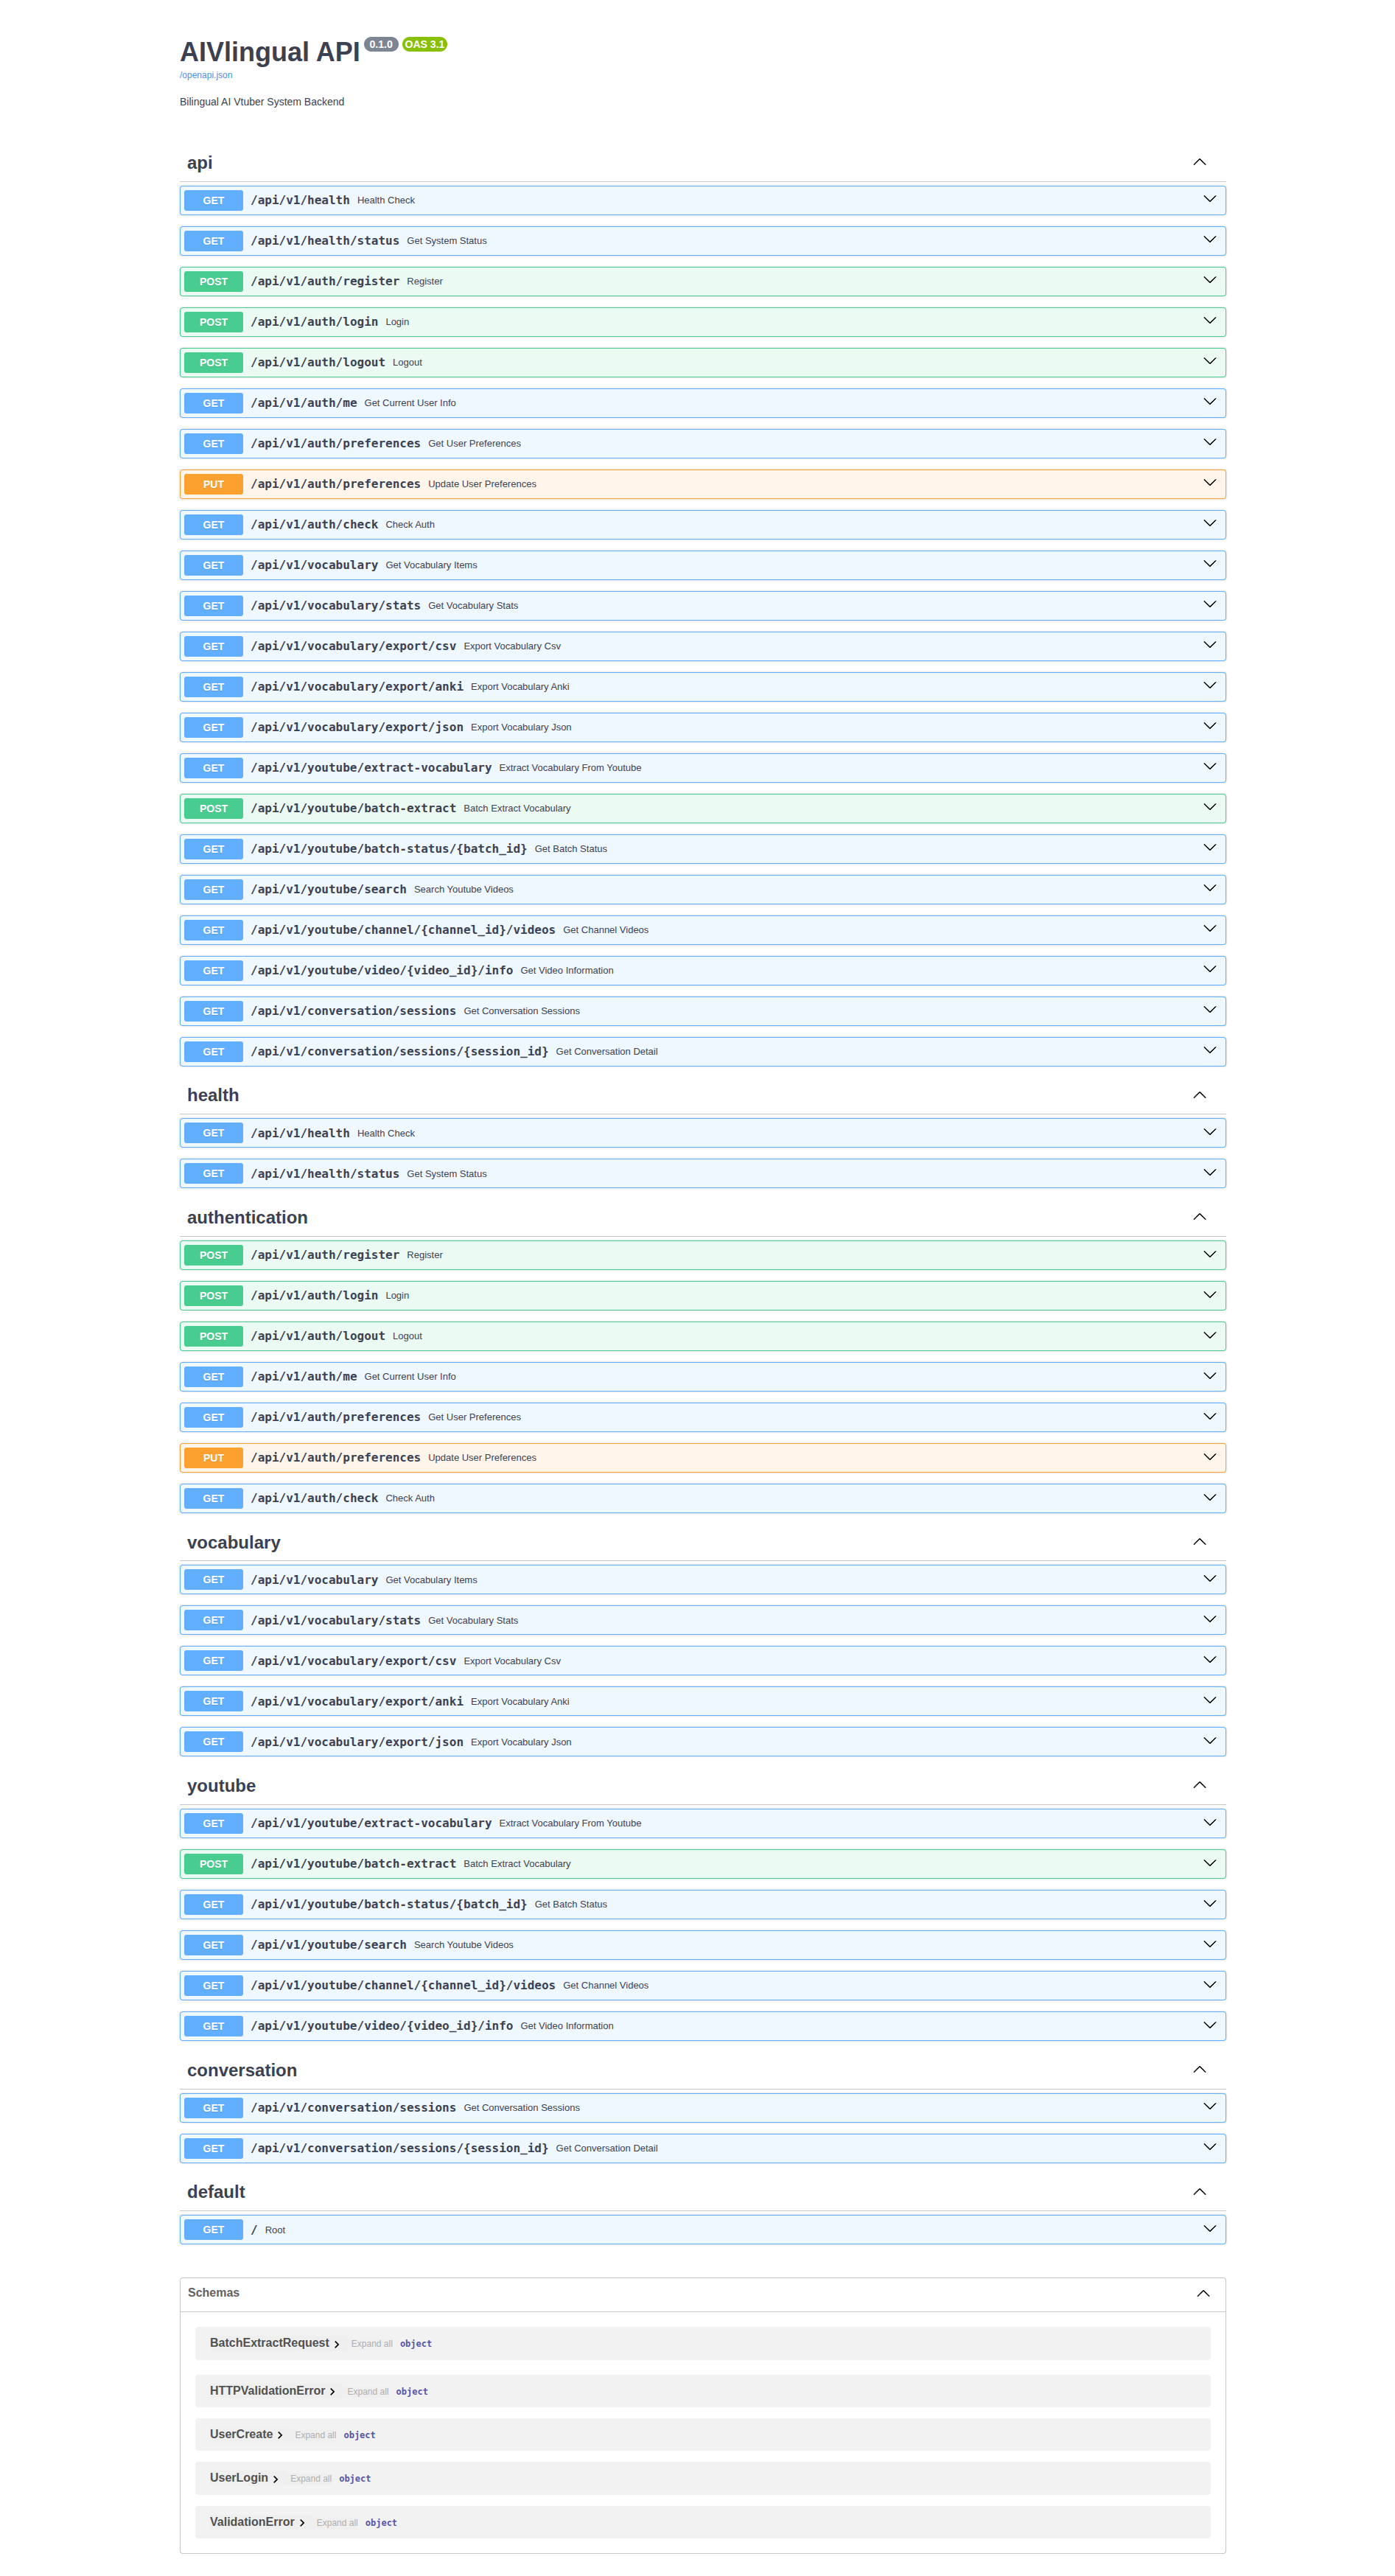 AIVlingual API 0.1.0 OAS 3.1
/openapi.json
Bilingual AI Vtuber System Backend
api
GET /api/v1/health Health Check
GET /api/v1/health/status Get System Status
POST /api/v1/auth/register Register
POST /api/v1/auth/login Login
POST /api/v1/auth/logout Logout
GET /api/v1/auth/me Get Current User Info
GET /api/v1/auth/preferences Get User Preferences
PUT /api/v1/auth/preferences Update User Preferences
GET /api/v1/auth/check Check Auth
GET /api/v1/vocabulary Get Vocabulary Items
GET /api/v1/vocabulary/stats Get Vocabulary Stats
GET /api/v1/vocabulary/export/csv Export Vocabulary Csv
GET /api/v1/vocabulary/export/anki Export Vocabulary Anki
GET /api/v1/vocabulary/export/json Export Vocabulary Json
GET /api/v1/youtube/extract-vocabulary Extract Vocabulary From Youtube
POST /api/v1/youtube/batch-extract Batch Extract Vocabulary
GET /api/v1/youtube/batch-status/{batch_id} Get Batch Status
GET /api/v1/youtube/search Search Youtube Videos
GET /api/v1/youtube/channel/{channel_id}/videos Get Channel Videos
GET /api/v1/youtube/video/{video_id}/info Get Video Information
GET /api/v1/conversation/sessions Get Conversation Sessions
GET /api/v1/conversation/sessions/{session_id} Get Conversation Detail
health
GET /api/v1/health Health Check
GET /api/v1/health/status Get System Status
authentication
POST /api/v1/auth/register Register
POST /api/v1/auth/login Login
POST /api/v1/auth/logout Logout
GET /api/v1/auth/me Get Current User Info
GET /api/v1/auth/preferences Get User Preferences
PUT /api/v1/auth/preferences Update User Preferences
GET /api/v1/auth/check Check Auth
vocabulary
GET /api/v1/vocabulary Get Vocabulary Items
GET /api/v1/vocabulary/stats Get Vocabulary Stats
GET /api/v1/vocabulary/export/csv Export Vocabulary Csv
GET /api/v1/vocabulary/export/anki Export Vocabulary Anki
GET /api/v1/vocabulary/export/json Export Vocabulary Json
youtube
GET /api/v1/youtube/extract-vocabulary Extract Vocabulary From Youtube
POST /api/v1/youtube/batch-extract Batch Extract Vocabulary
GET /api/v1/youtube/batch-status/{batch_id} Get Batch Status
GET /api/v1/youtube/search Search Youtube Videos
GET /api/v1/youtube/channel/{channel_id}/videos Get Channel Videos
GET /api/v1/youtube/video/{video_id}/info Get Video Information
conversation
GET /api/v1/conversation/sessions Get Conversation Sessions
GET /api/v1/conversation/sessions/{session_id} Get Conversation Detail
default
GET / Root
Schemas
BatchExtractRequest Expand all object
HTTPValidationError Expand all object
UserCreate Expand all object
UserLogin Expand all object
ValidationError Expand all object